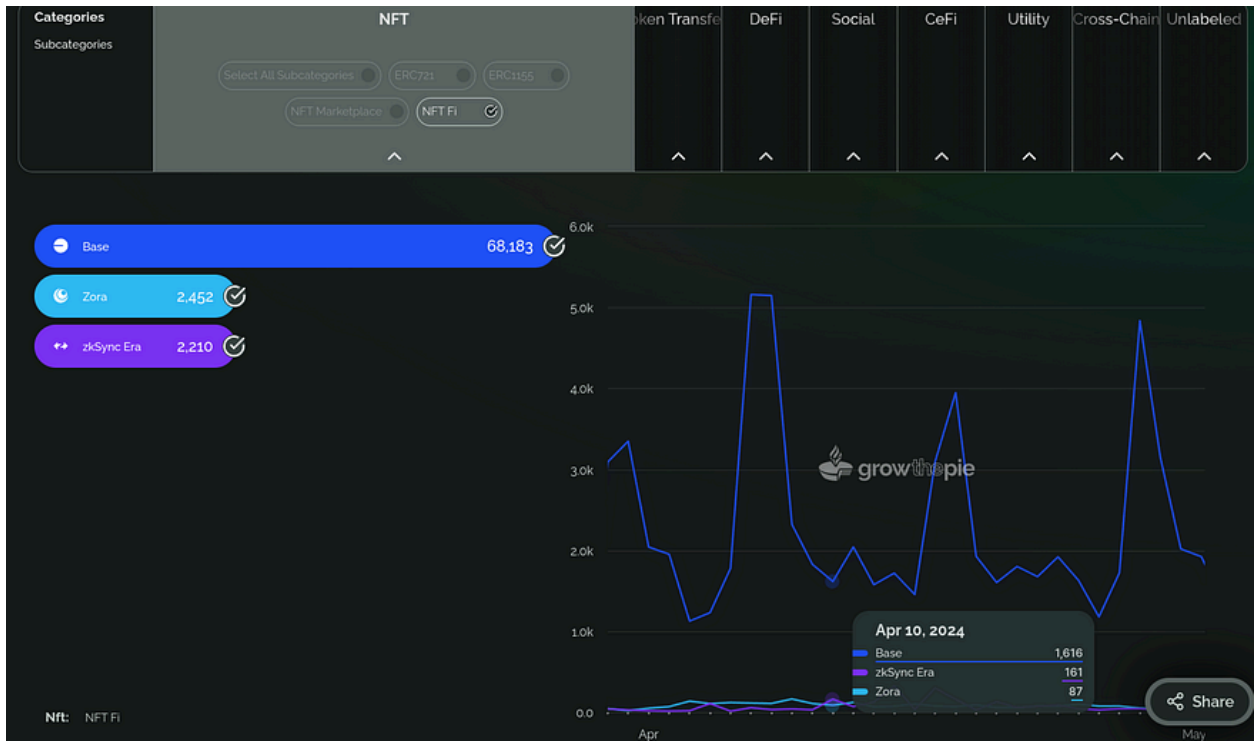 Categories
Subcategories
NFT
Select All Subcategories
ERC721
ERC1155
NFT Marketplace
NFT Fi
oken Transfe
DeFi
Social
CeFi
Utility
Cross-Chain
Unlabeled
Base 68,183
Zora 2,452
zkSync Era 2,210
6.0k
5.0k
4.0k
3.0k
2.0k
1.0k
0.0
growthepie
Apr 10, 2024
Base 1,616
zkSync Era 161
Zora 87
Share
Nft: NFT Fi
Apr
May